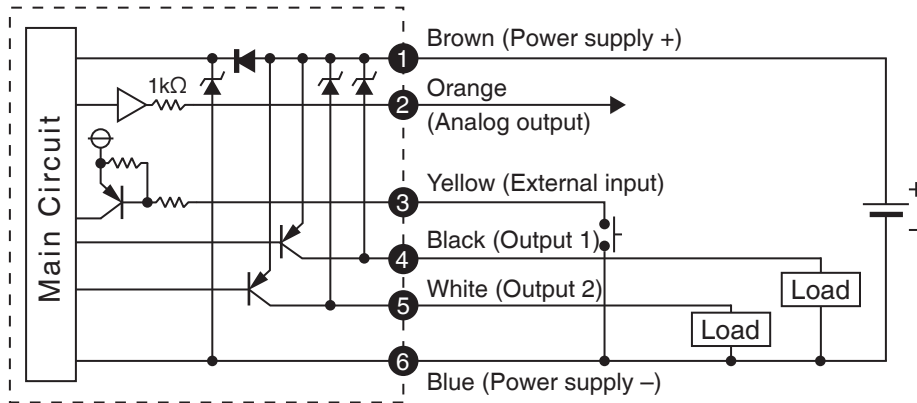 Main Circuit
1kΩ
1 Brown (Power supply +)
2 Orange
(Analog output)
3 Yellow (External input)
4 Black (Output 1)
5 White (Output 2)
6
Blue (Power supply –)
Load
Load
+
–